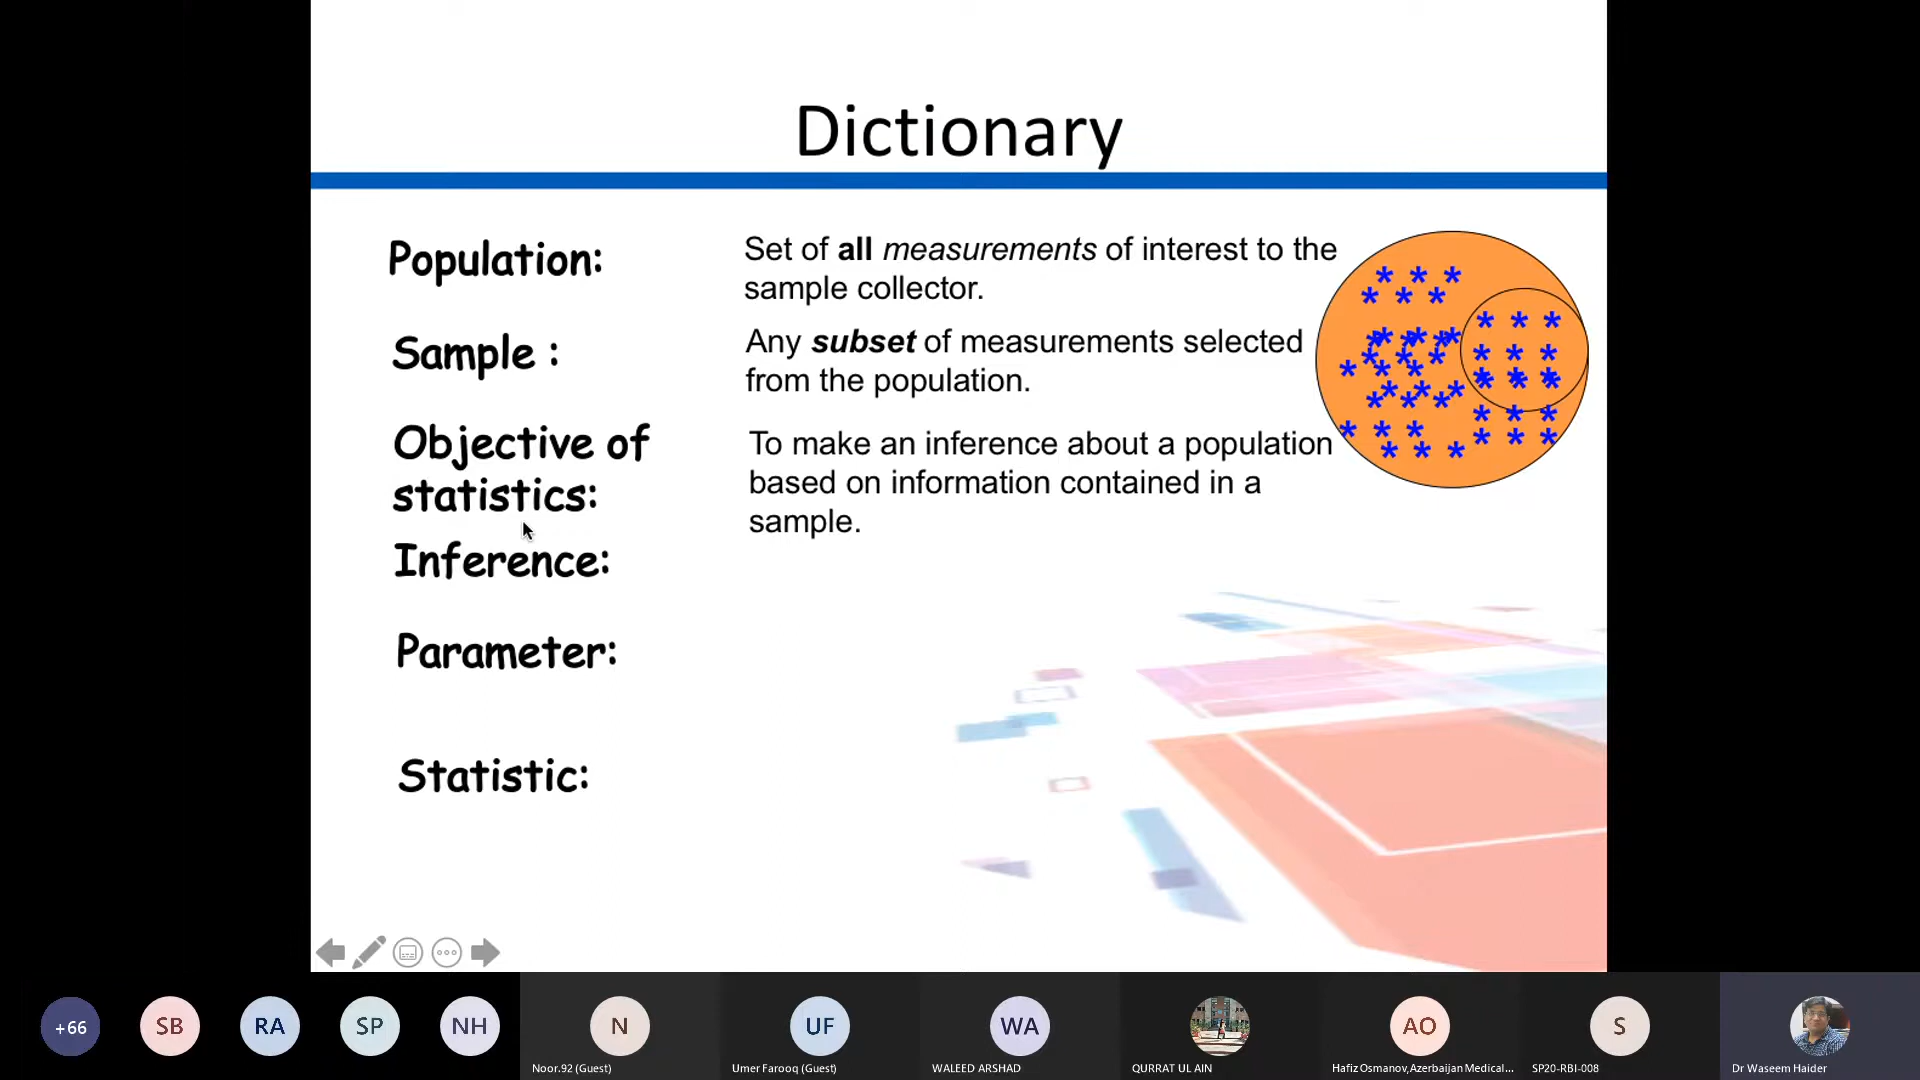 Dictionary
Population:
Set of all measurements of interest to the
sample collector.
Sample :
Any subset of measurements selected
from the population.
Objective of
statistics:
To make an inference about a population
based on information contained in a
sample.
Inference:
Parameter:
Statistic:
+66
SB
RA
SP
NH
N
UF
WA
AO
S
Noor.92 (Guest)
Umer Farooq (Guest)
WALEED ARSHAD
QURRAT UL AIN
Hafiz Osmanov,Azerbaijan Medical...
SP20-RBI-008
Dr Waseem Haider